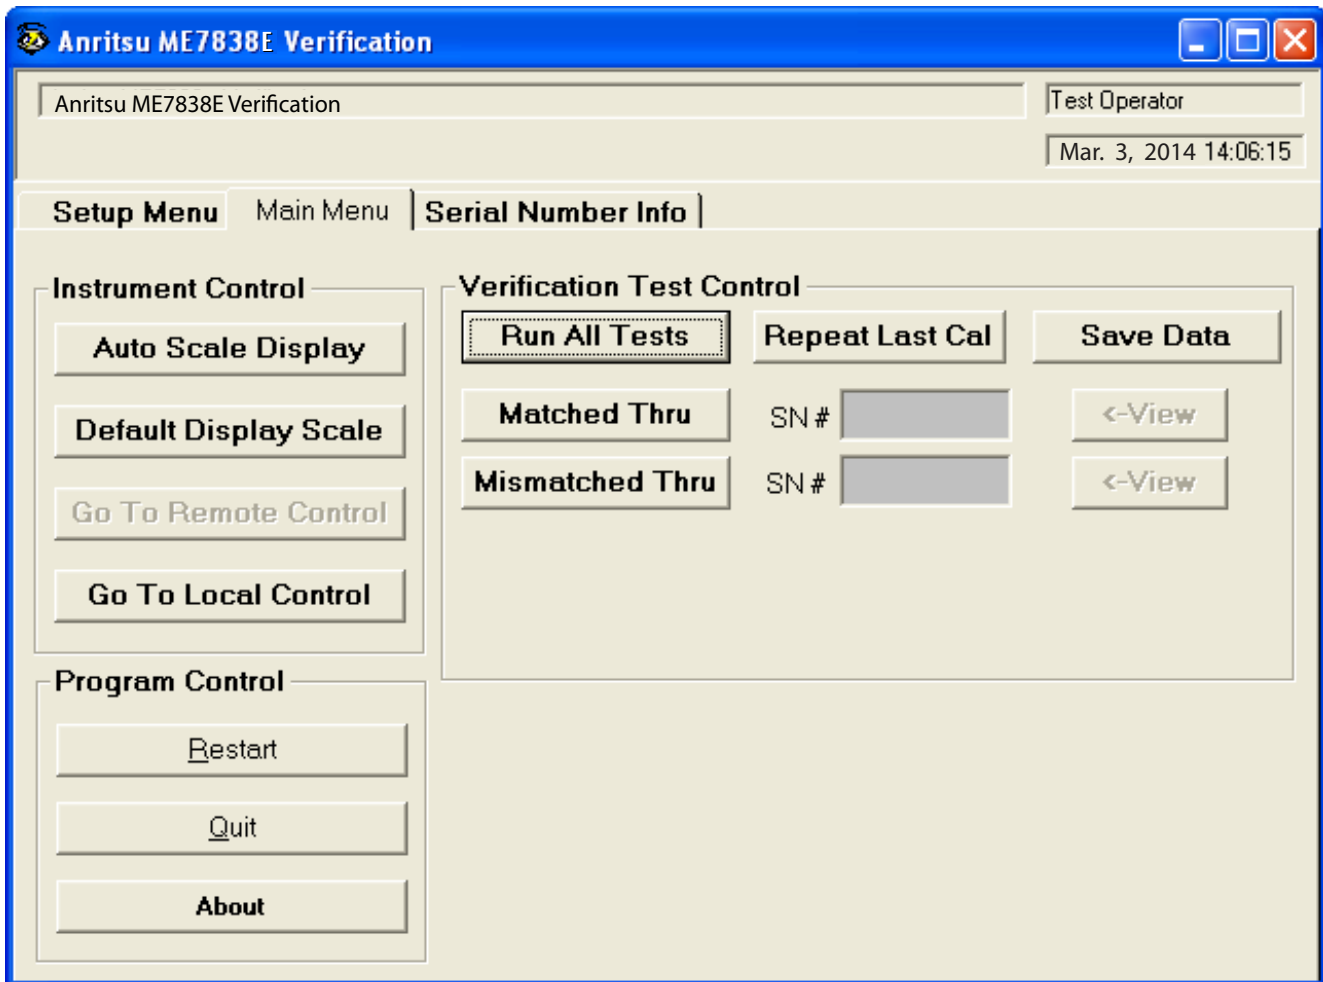 Anritsu ME7838E Verification
Anritsu ME7838E Verification
Test Operator
Mar. 3, 2014 14:06:15
Setup Menu Main Menu Serial Number Info
Instrument Control
Auto Scale Display
Default Display Scale
Go To Remote Control
Go To Local Control
Program Control
Restart
Quit
About
Verification Test Control
Run All Tests Repeat Last Cal Save Data
Matched Thru SN # <-View
Mismatched Thru SN # <-View